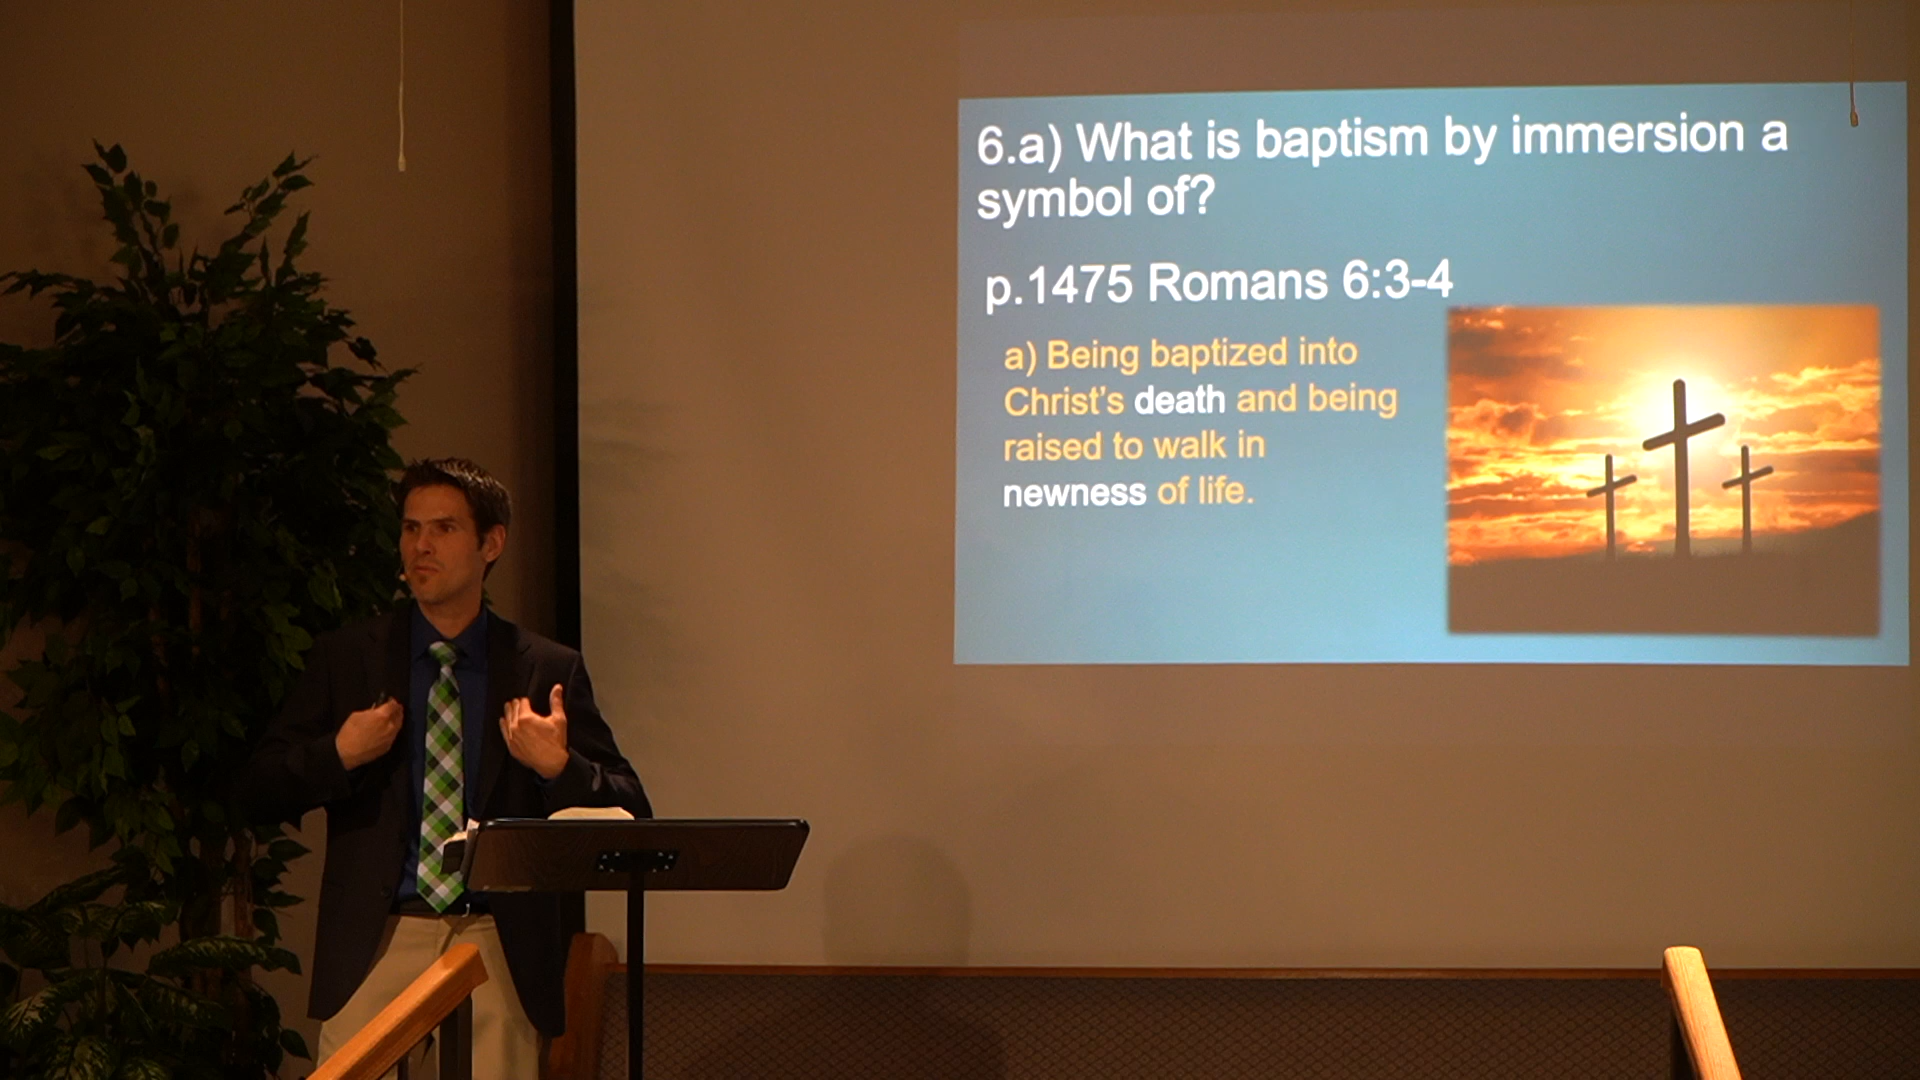 6.a) What is baptism by immersion a
symbol of?
p.1475 Romans 6:3-4
a) Being baptized into
Christ's death and being
raised to walk in
newness of life.